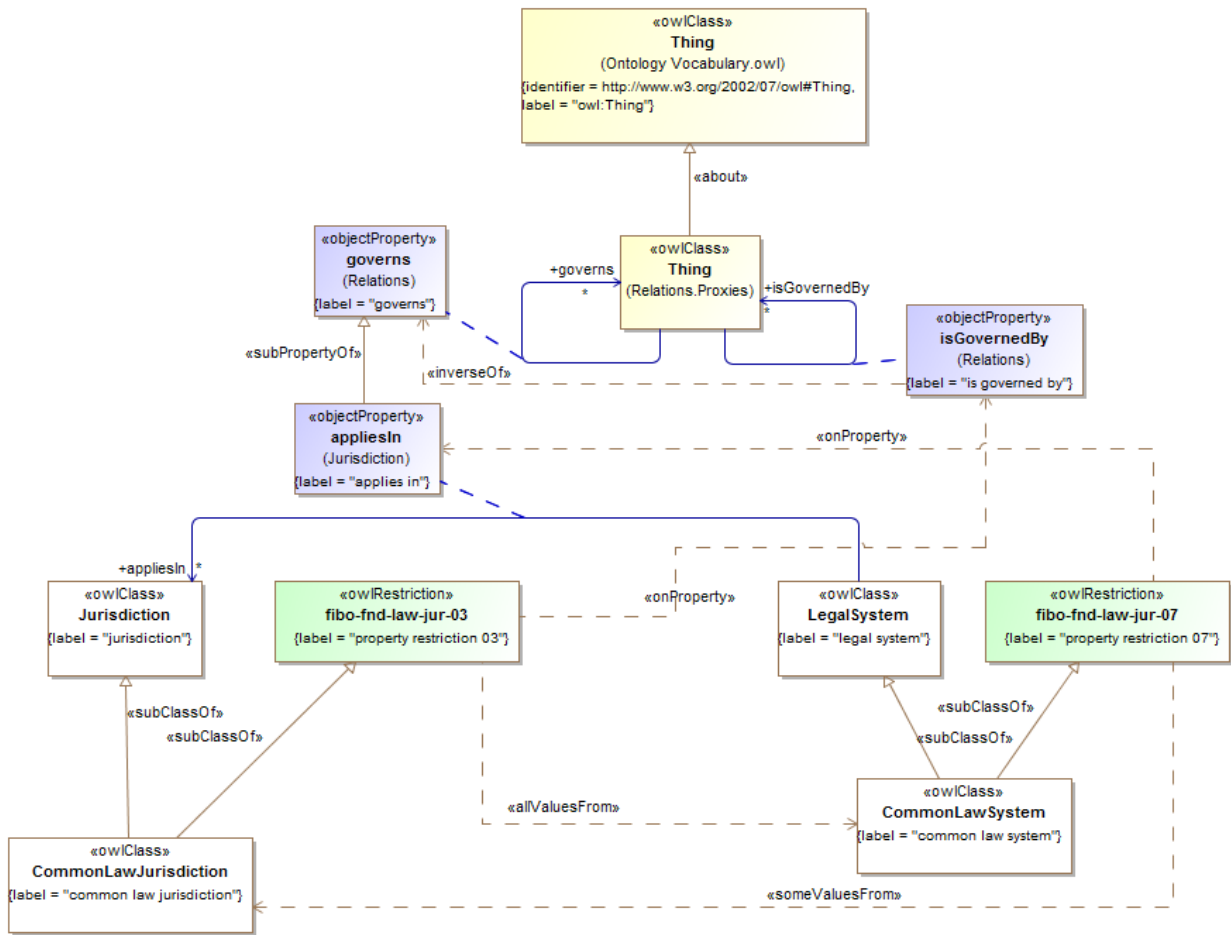 «owlClass»
Thing
(Ontology Vocabulary.owl)
{identifier = http://www.w3.org/2002/07/owl#Thing,
label = "owl:Thing"}
«about»
«objectProperty»
governs
(Relations)
{label = "governs"}
+governs
*
«owlClass»
Thing
(Relations.Proxies)
+isGovernedBy
*
«objectProperty»
isGovernedBy
(Relations)
{label = "is governed by"}
«subPropertyOf»
«inverseOf»
«objectProperty»
appliesIn
(Jurisdiction)
{label = "applies in"}
«onProperty»
+appliesIn
*
«owlClass»
Jurisdiction
{label = "jurisdiction"}
«owlRestriction»
fibo-fnd-law-jur-03
{label = "property restriction 03"}
«onProperty»
«owlClass»
LegalSystem
{label = "legal system"}
«owlRestriction»
fibo-fnd-law-jur-07
{label = "property restriction 07"}
«subClassOf»
«subClassOf»
«subClassOf»
«subClassOf»
«allValuesFrom»
«owlClass»
CommonLawSystem
{label = "common law system"}
«owlClass»
CommonLawJurisdiction
{label = "common law jurisdiction"}
«someValuesFrom»